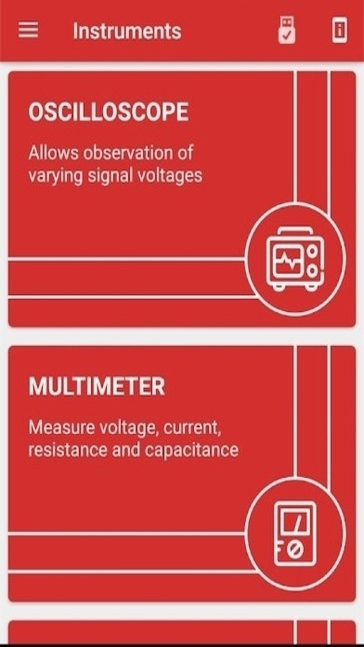 Instruments
OSCILLOSCOPE
Allows observation of
varying signal voltages
MULTIMETER
Measure voltage, current,
resistance and capacitance